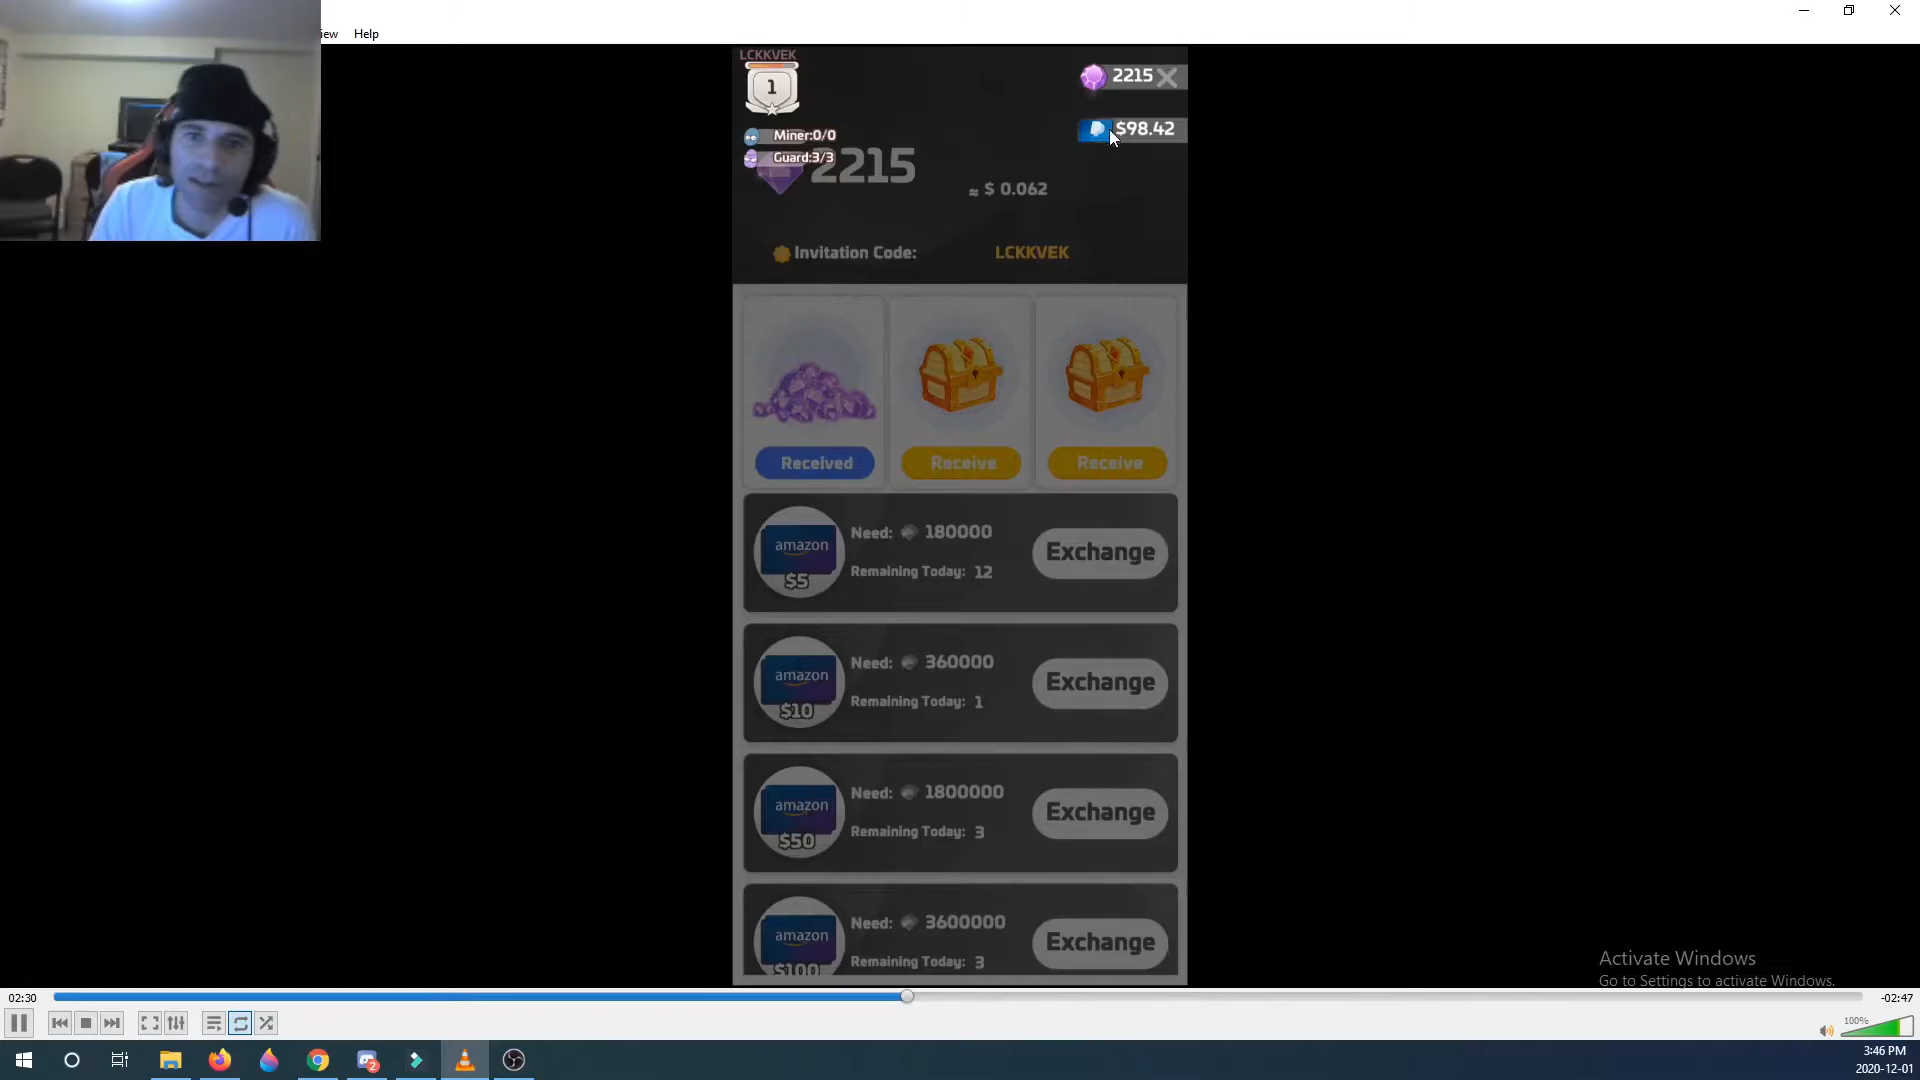 iew Help
LCKKVEK
1
2215
Miner:0/0
$98.42
Guard:3/3
2215
≈ $ 0.062
Invitation Code: LCKKVEK
Received
Receive
Receive
amazon
$5
Need: 180000
Remaining Today: 12
Exchange
amazon
$10
Need: 360000
Remaining Today: 1
Exchange
amazon
$50
Need: 1800000
Remaining Today: 3
Exchange
amazon
$100
Need: 3600000
Remaining Today: 3
Exchange
Activate Windows
Go to Settings to activate Windows.
02:30
-02:47
100%
2
3:46 PM
2020-12-01